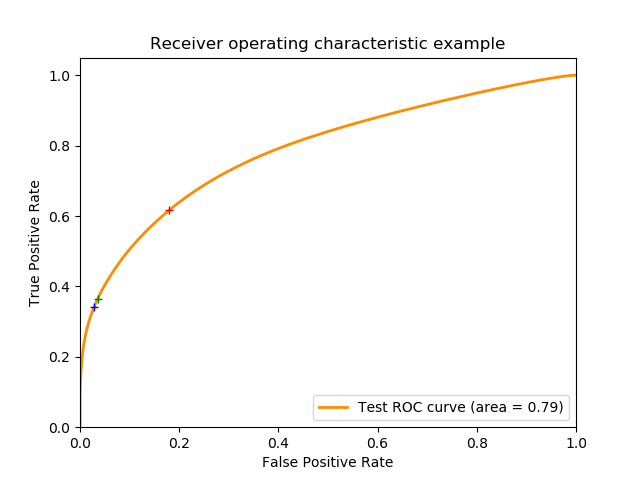 Receiver operating characteristic example
1.0
0.8
0.6
0.4
0.2
0.0
True Positive Rate
Test ROC curve (area = 0.79)
0.0 0.2 0.4 0.6 0.8 1.0
False Positive Rate